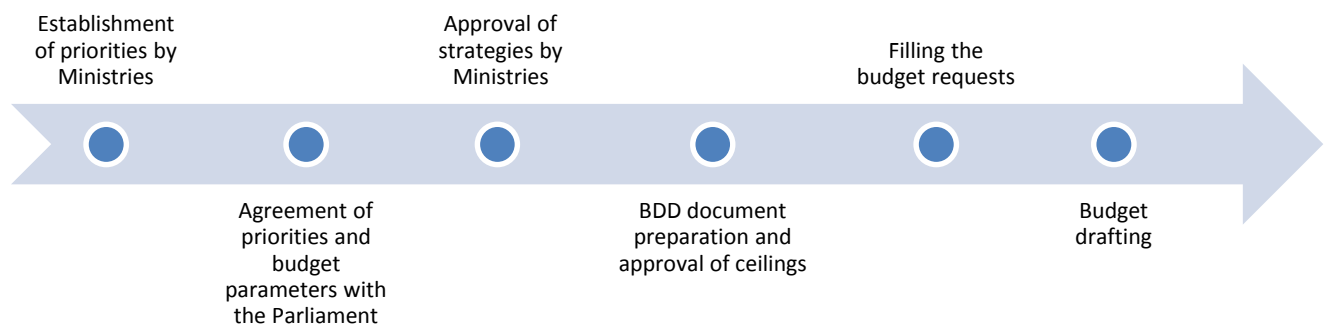 Establishment
of priorities by
Ministries
Agreement of
priorities and
budget
parameters with
the Parliament
Approval of
strategies by
Ministries
BDD document
preparation and
approval of ceilings
Filling the
budget requests
Budget
drafting